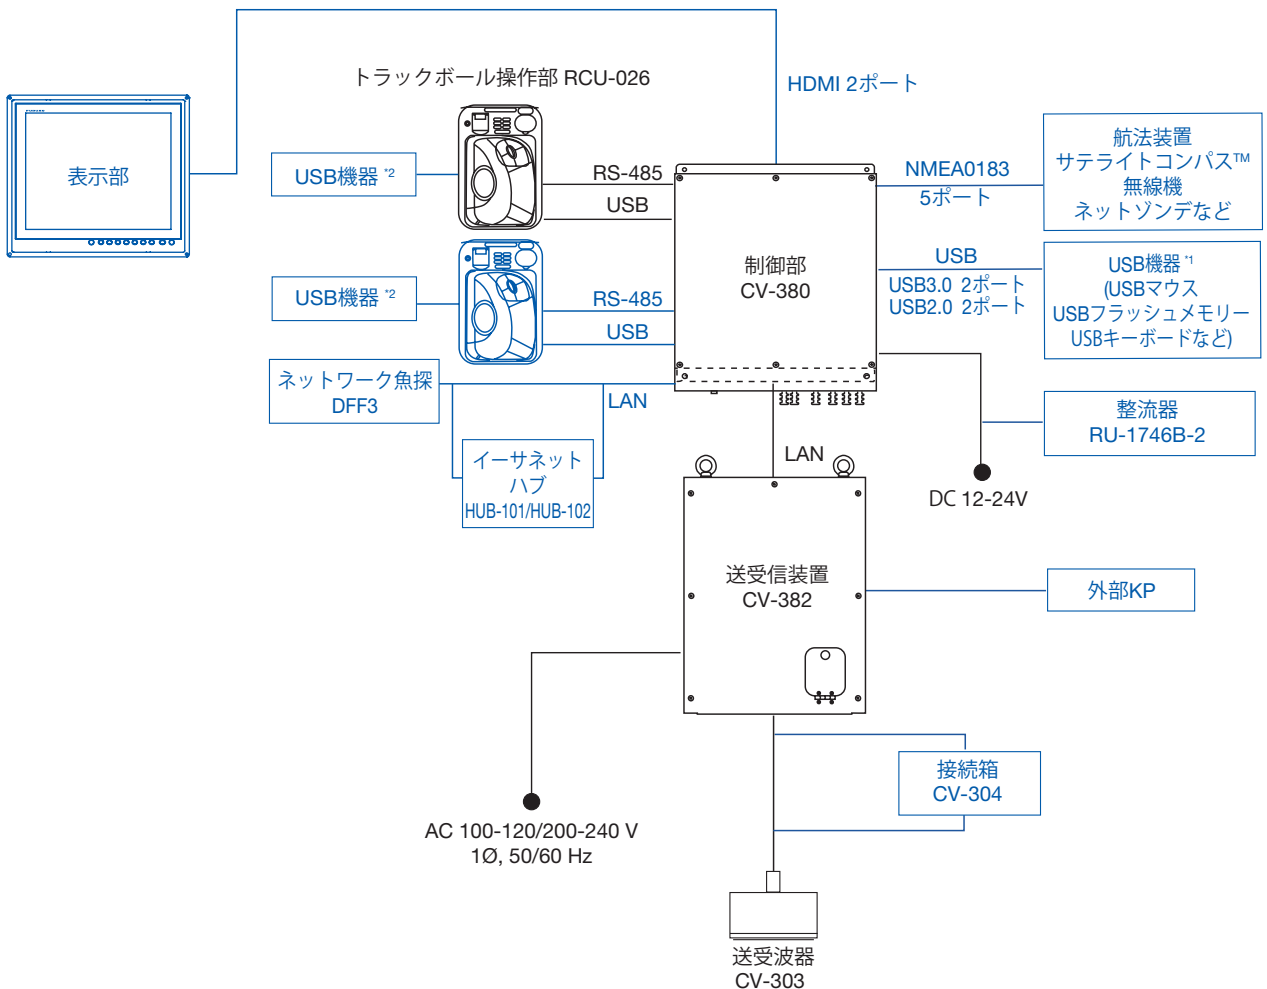 トラックボール操作部 RCU-026
HDMI 2ポート
表示部
USB機器 *2
RS-485
USB
NMEA0183
5ポート
航法装置
サテライトコンパス™
無線機
ネットゾンデなど
制御部
CV-380
USB
USB3.0 2ポート
USB2.0 2ポート
USB機器 *1
(USBマウス
USBフラッシュメモリー
USBキーボードなど)
USB機器 *2
RS-485
USB
ネットワーク魚探
DFF3
LAN
イーサネット
ハブ
HUB-101/HUB-102
LAN
整流器
RU-1746B-2
DC 12-24V
送受信装置
CV-382
外部KP
AC 100-120/200-240 V
1Ø, 50/60 Hz
接続箱
CV-304
送受波器
CV-303